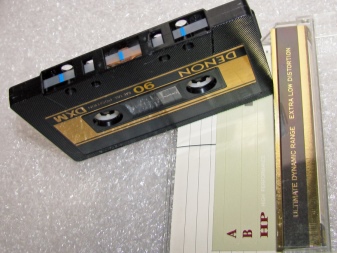 DENON
90
DXM
A
B
HP
ULTIMATE DYNAMIC RANGE EXTRA LOW DISTORTION